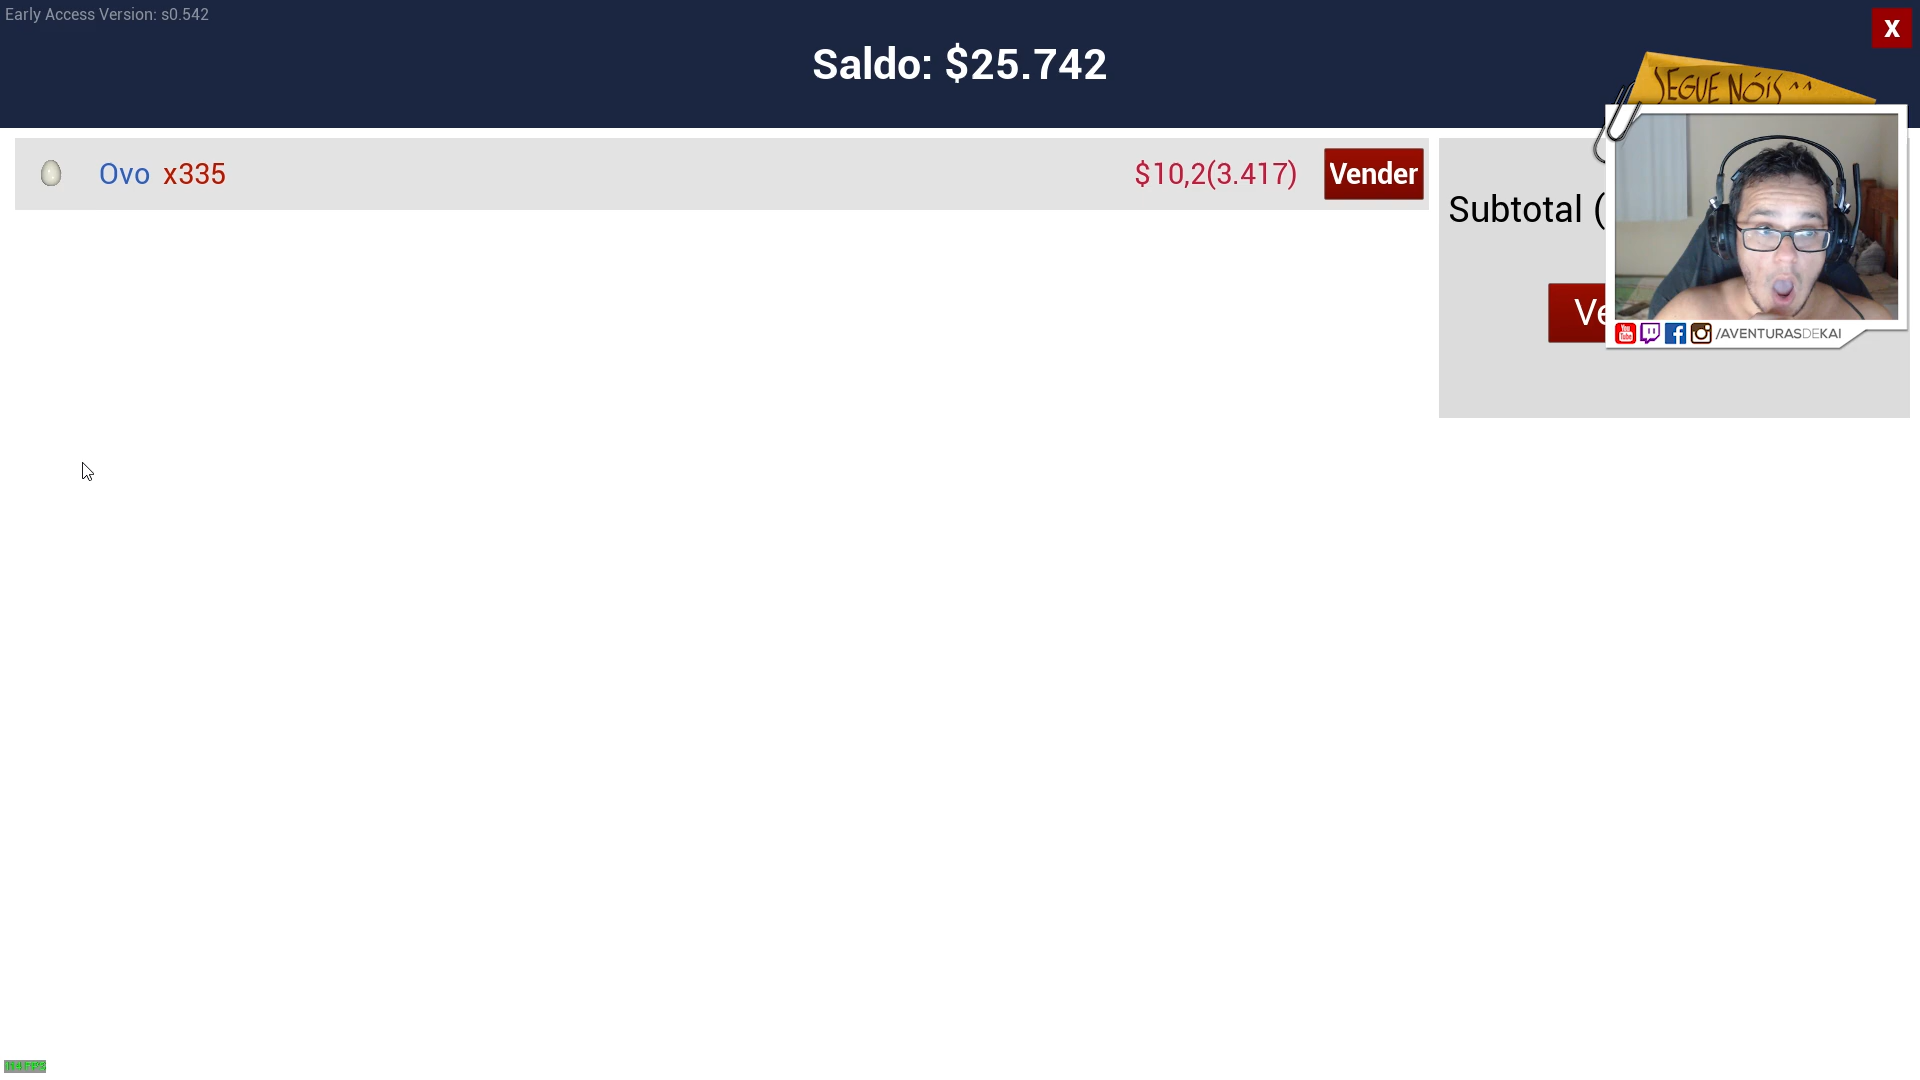 Early Access Version: s0.542
X
Saldo: $25.742
SEGUE NÓIS ^^
Ovo x335
$10,2(3.417)
Vender
Subtotal (
Ve
/AVENTURASDEKAI